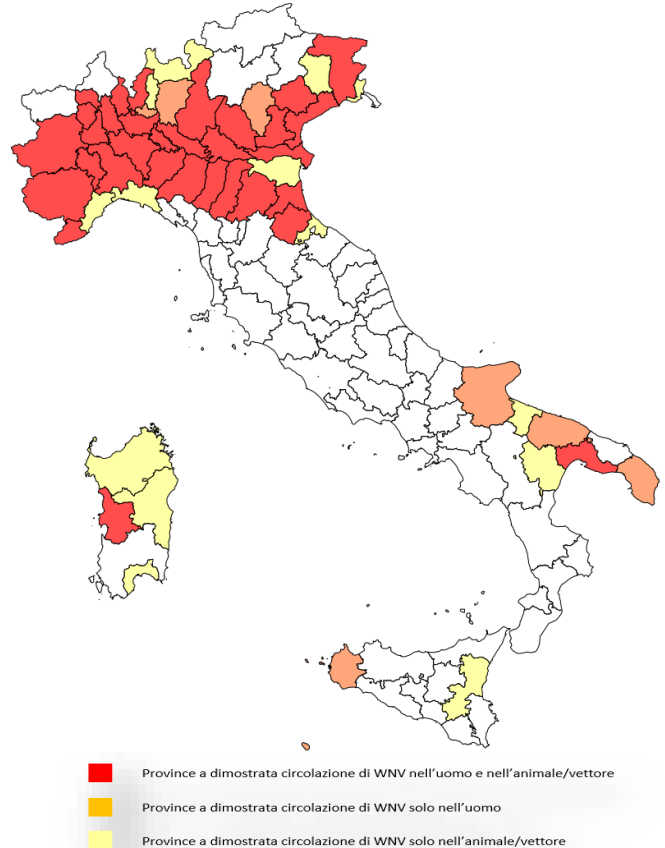 Province a dimostrata circolazione di WNV nell'uomo e nell'animale/vettore
Province a dimostrata circolazione di WNV solo nell'uomo
Province a dimostrata circolazione di WNV solo nell'animale/vettore